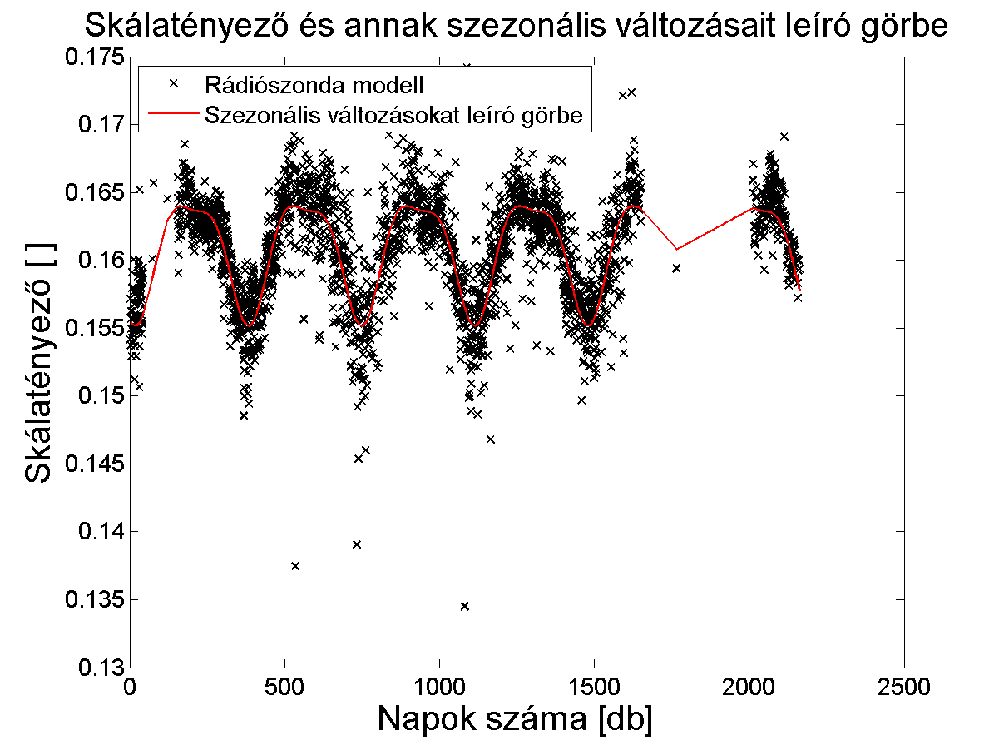 Skálatényező és annak szezonális változásait leíró görbe
Rádiószonda modell
Szezonális változásokat leíró görbe
Skálatényező [ ]
0.175
0.17
0.165
0.16
0.155
0.15
0.145
0.14
0.135
0.13
0 500 1000 1500 2000 2500
Napok száma [db]